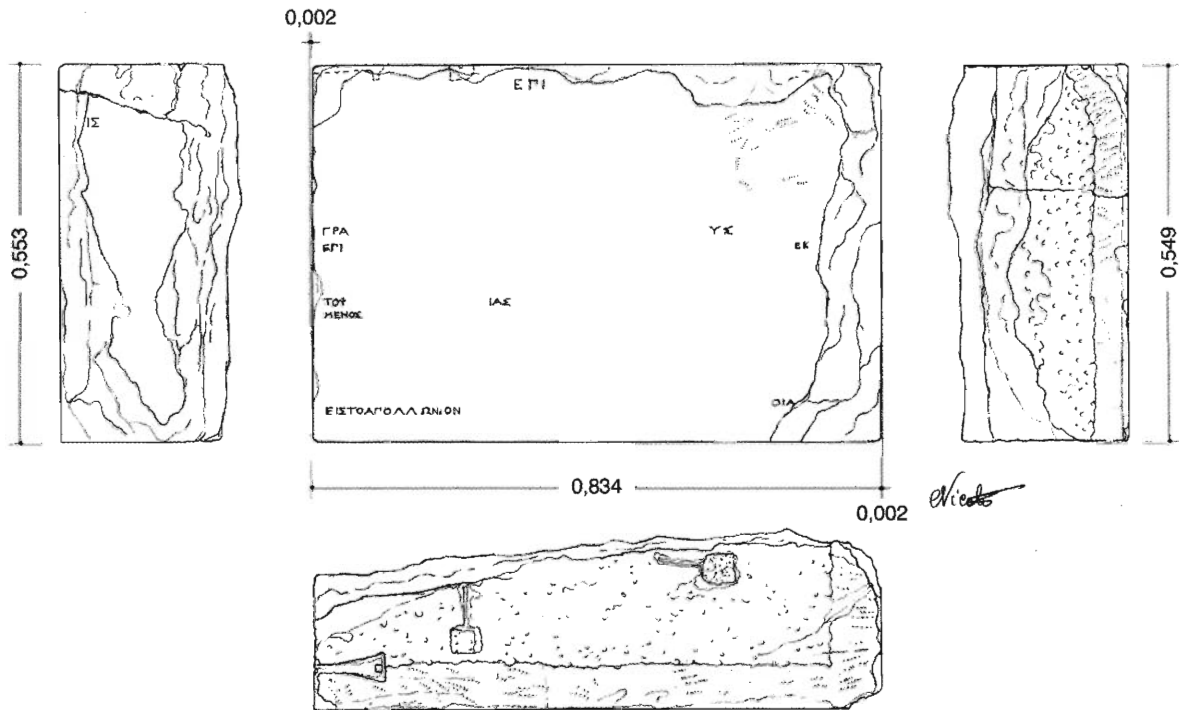 0,002
ΕΠΙ
ΙΣ
0,553
0,549
ΓΡΑ ΥΣ
ΕΠΙ ΕΚ
ΤΟΥ ΙΑΣ
ΜΕΝΟΣ
ΕΙΣΤΟΑΠΟΛΛΩΝΙΟΝ ΟΙΑ
0,834
0,002